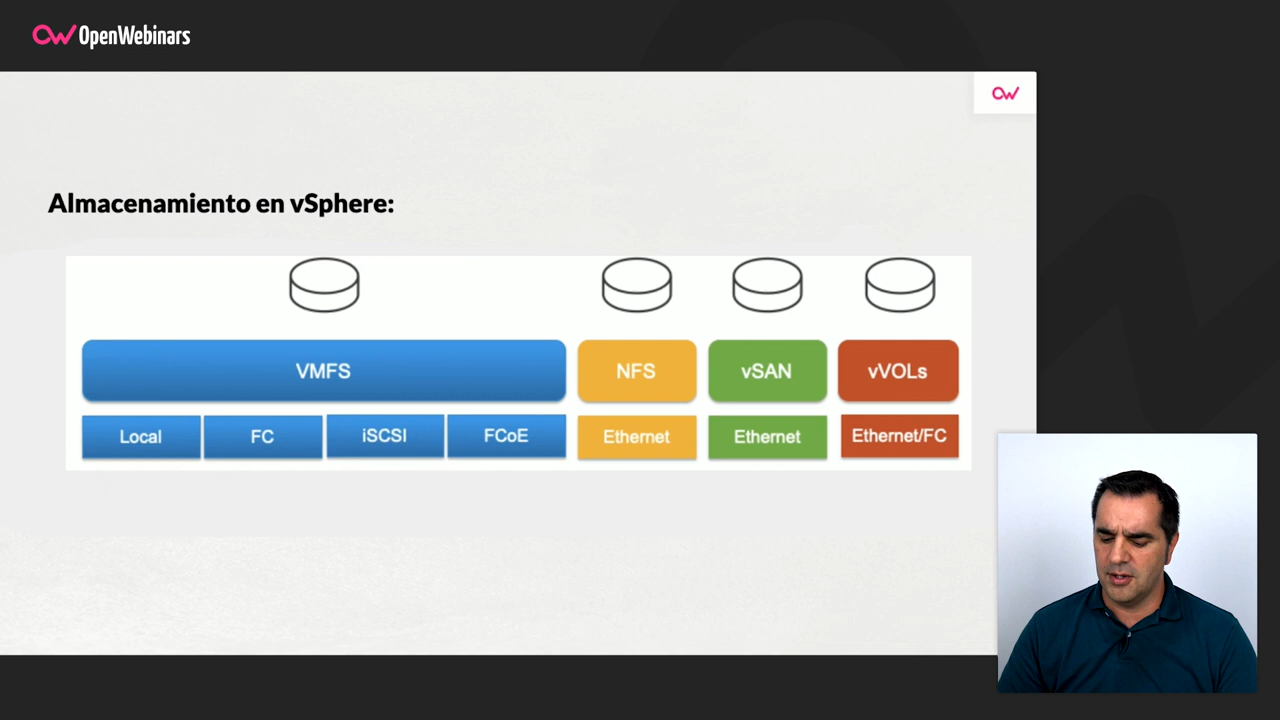 OpenWebinars
Almacenamiento en vSphere:
VMFS
NFS
vSAN
vVOLs
Local
FC
iSCSI
FCoE
Ethernet
Ethernet
Ethernet/FC